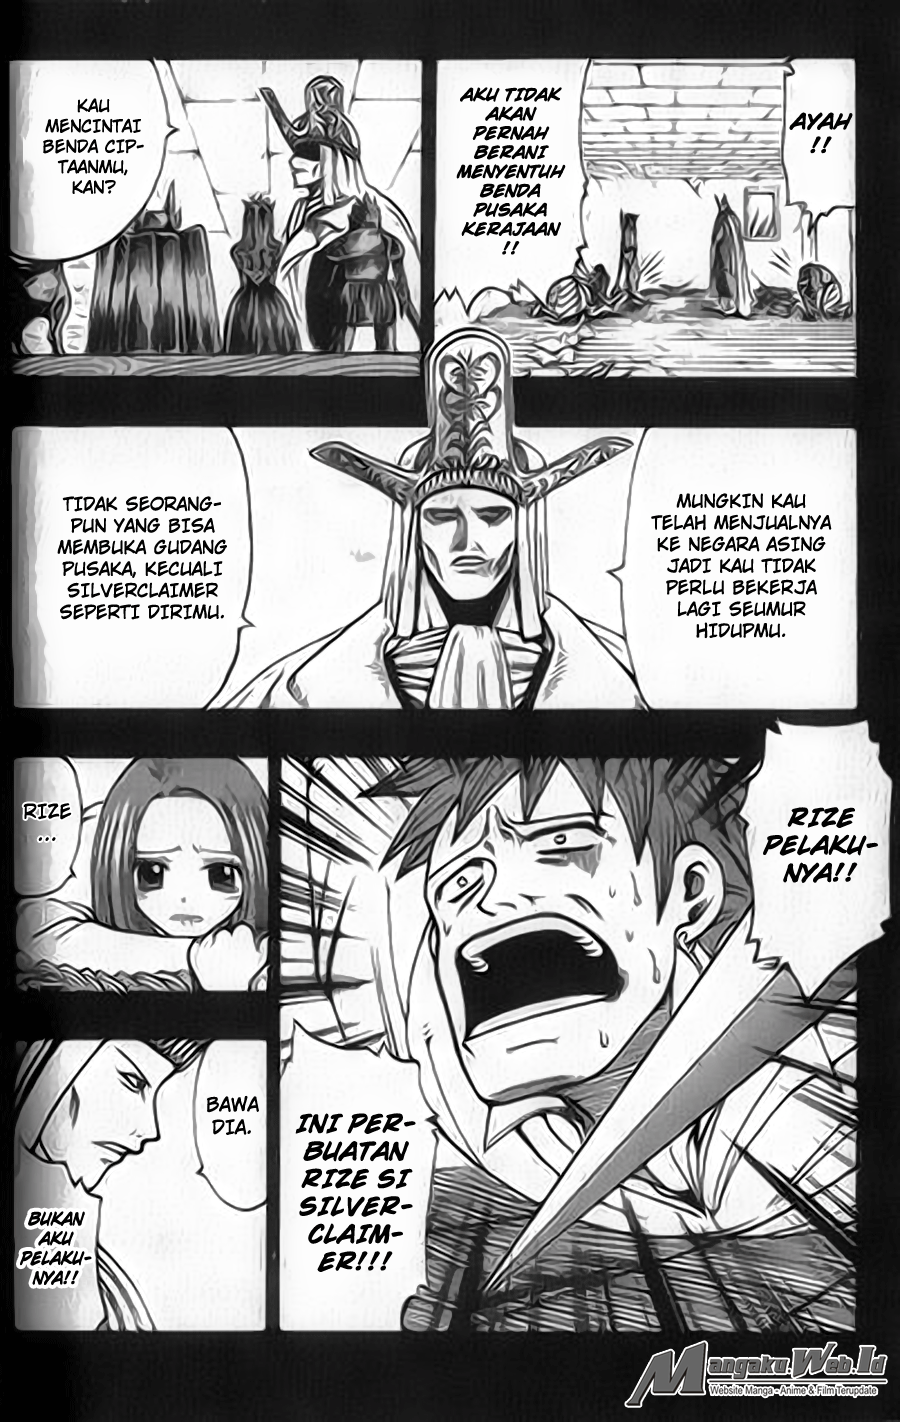 AYAH
!!
AKU TIDAK
AKAN
PERNAH
BERANI
MENYENTUH
BENDA
PUSAKA
KERAJAAN
!!
KAU
MENCINTAI
BENDA CIP-
TAANMU,
KAN?
MUNGKIN KAU
TELAH MENJUALNYA
KE NEGARA ASING
JADI KAU TIDAK
PERLU BEKERJA
LAGI SEUMUR
HIDUPMU.
TIDAK SEORANG-
PUN YANG BISA
MEMBUKA GUDANG
PUSAKA, KECUALI
SILVERCLAIMER
SEPERTI DIRIMU.
RIZE
PELAKU-
NYA!!
INI PER-
BUATAN
RIZE SI
SILVER-
CLAIM-
ER!!!
RIZE
...
BAWA
DIA.
BUKAN
AKU
PELAKU-
NYA!!
Mangaku.Web.Id
Website Manga - Anime & Film Terupdate